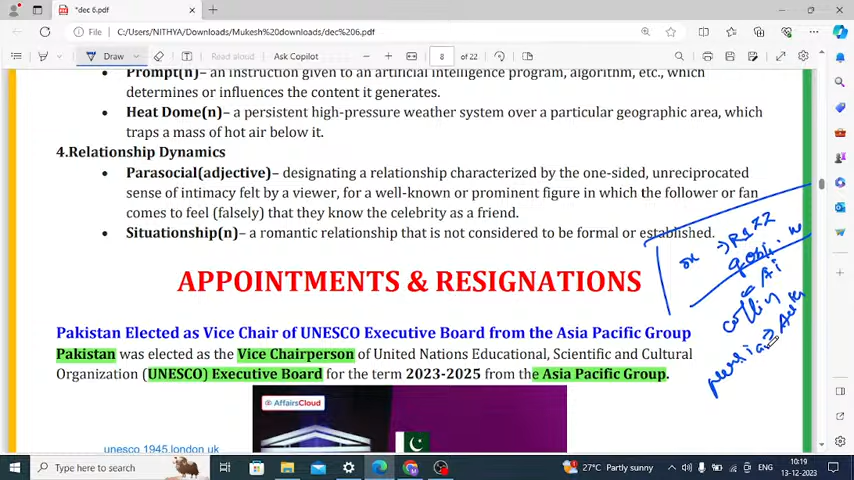 *dec 6.pdf
C:/Users/NITHYA/Downloads/Mukesh%20downloads/dec%206.pdf
Draw
Read aloud
Ask Copilot
8
of 22
Prompt(n)– an instruction given to an artificial intelligence program, algorithm, etc., which
determines or influences the content it generates.
Heat Dome(n) – a persistent high-pressure weather system over a particular geographic area, which
traps a mass of hot air below it.
4.Relationship Dynamics
Parasocial(adjective)– designating a relationship characterized by the one-sided, unreciprocated
sense of intimacy felt by a viewer, for a well-known or prominent figure in which the follower or fan
comes to feel (falsely) that they know the celebrity as a friend.
Situationship(n) – a romantic relationship that is not considered to be formal or established.
ox → Rizz
APPOINTMENTS & RESIGNATIONS
Ai
collin
Pakistan Elected as Vice Chair of UNESCO Executive Board from the Asia Pacific Group
Pakistan was elected as the Vice Chairperson of United Nations Educational, Scientific and Cultural
Organization (UNESCO) Executive Board for the term 2023-2025 from the Asia Pacific Group.
AffairsCloud
unesco 1945.london uk
Type here to search
27°C Partly sunny
ENG
10:19
13-12-2023